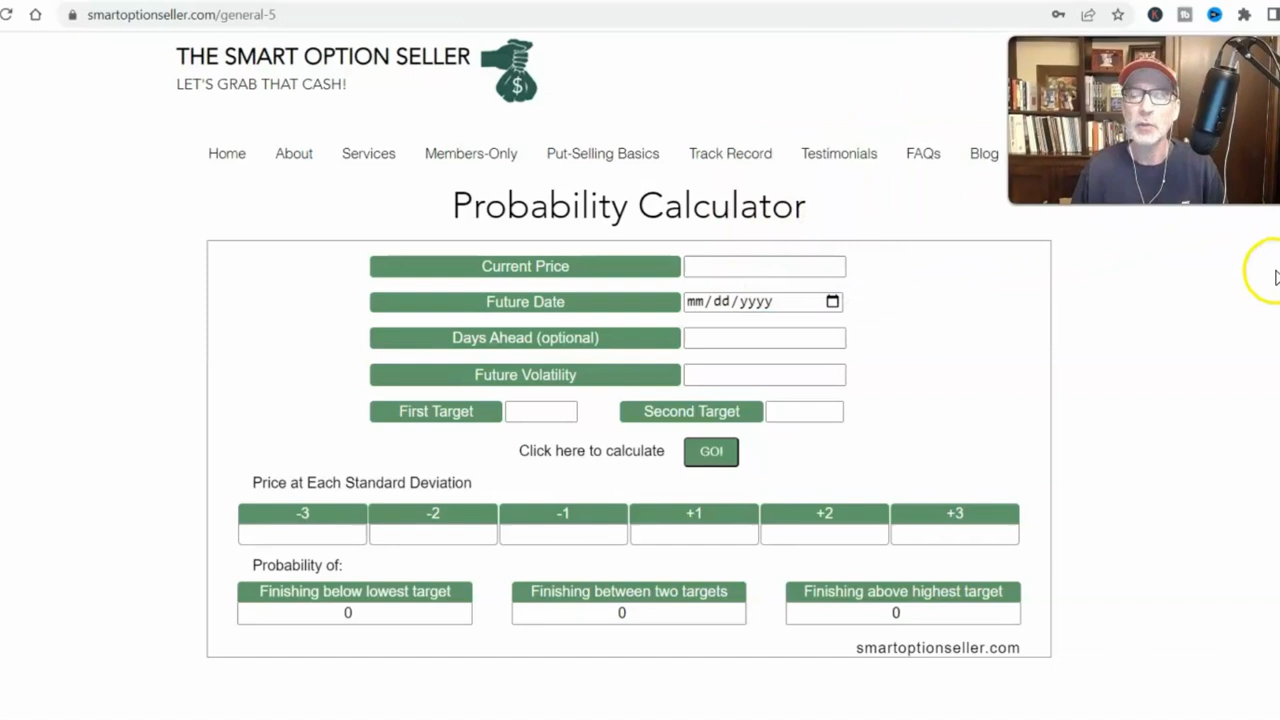 smartoptionseller.com/general-5
THE SMART OPTION SELLER
LET'S GRAB THAT CASH!
$
Home About Services Members-Only Put-Selling Basics Track Record Testimonials FAQs Blog
Probability Calculator
Current Price
Future Date mm/dd/yyyy
Days Ahead (optional)
Future Volatility
First Target Second Target
Click here to calculate GO!
Price at Each Standard Deviation
-3 -2 -1 +1 +2 +3
Probability of:
Finishing below lowest target Finishing between two targets Finishing above highest target
0 0 0
smartoptionseller.com